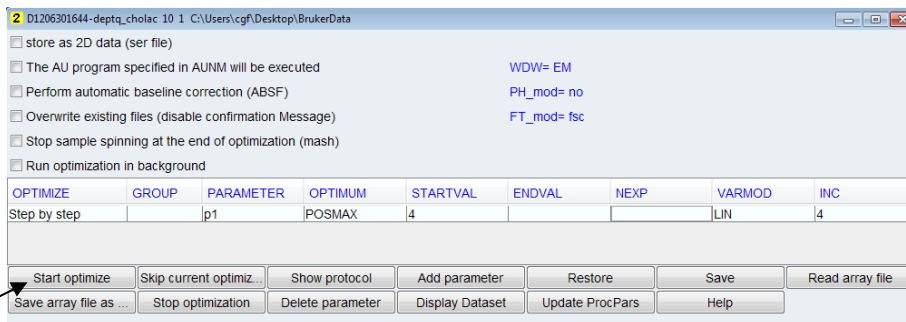 2 D1206301644-deptq_cholac 10 1 C:\Users\cgf\Desktop\BrukerData
store as 2D data (ser file)
The AU program specified in AUNM will be executed WDW= EM
Perform automatic baseline correction (ABSF) PH_mod= no
Overwrite existing files (disable confirmation Message) FT_mod= fsc
Stop sample spinning at the end of optimization (mash)
Run optimization in background
OPTIMIZE GROUP PARAMETER OPTIMUM STARTVAL ENDVAL NEXP VARMOD INC
Step by step p1 POSMAX 4 LIN 4
Start optimize Skip current optimiz... Show protocol Add parameter Restore Save Read array file
Save array file as ... Stop optimization Delete parameter Display Dataset Update ProcPars Help